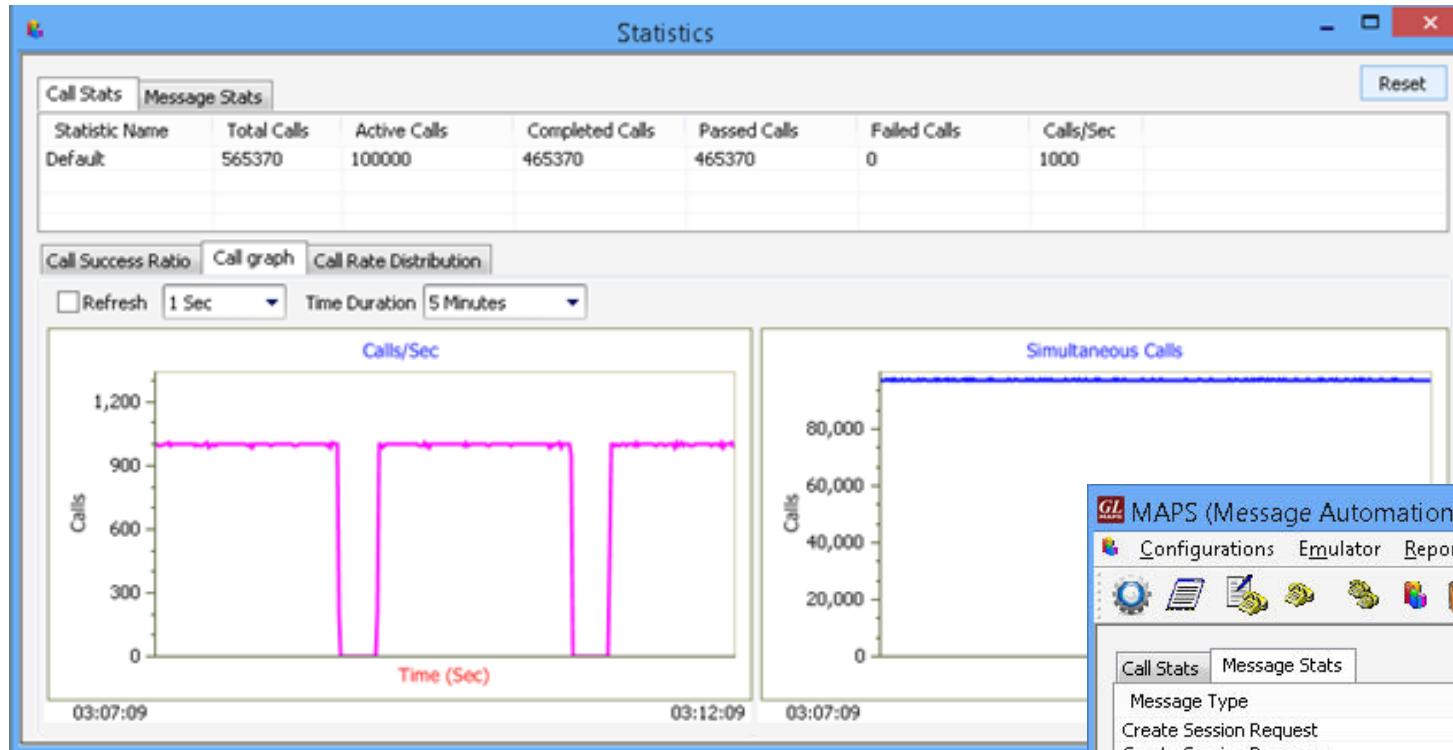 Statistics
Reset
Call Stats Message Stats
Statistic Name Total Calls Active Calls Completed Calls Passed Calls Failed Calls Calls/Sec
Default 565370 100000 465370 465370 0 1000
Call Success Ratio Call graph Call Rate Distribution
Refresh 1 Sec Time Duration 5 Minutes
Calls/Sec
1,200
900
600
300
0
Calls
Time (Sec)
03:07:09 03:12:09
Simultaneous Calls
80,000
60,000
40,000
20,000
0
Calls
03:07:09
GL
MAPS (Message Automation
Configurations Emulator Repor
Call Stats Message Stats
Message Type
Create Session Request